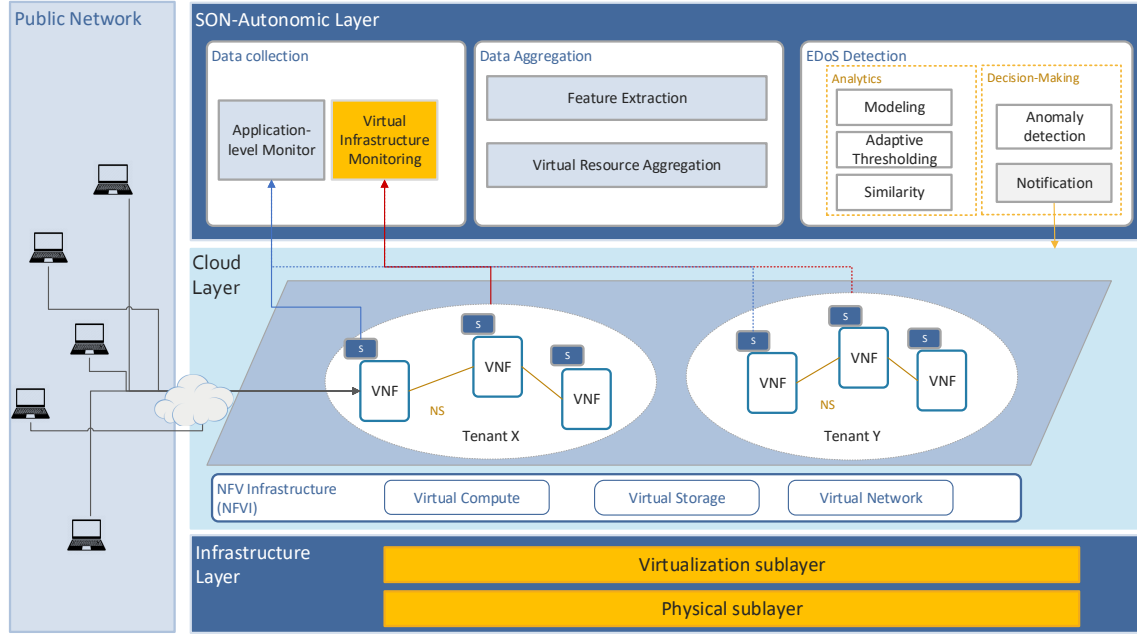 Public Network
SON-Autonomic Layer
Data collection
Application-
level Monitor
Virtual
Infrastructure
Monitoring
Data Aggregation
Feature Extraction
Virtual Resource Aggregation
EDoS Detection
Analytics
Modeling
Adaptive
Thresholding
Similarity
Decision-Making
Anomaly
detection
Notification
Cloud
Layer
S
VNF
S
VNF
S
VNF
NS
Tenant X
S
VNF
S
VNF
S
VNF
NS
Tenant Y
NFV Infrastructure
(NFVI)
Virtual Compute
Virtual Storage
Virtual Network
Infrastructure
Layer
Virtualization sublayer
Physical sublayer